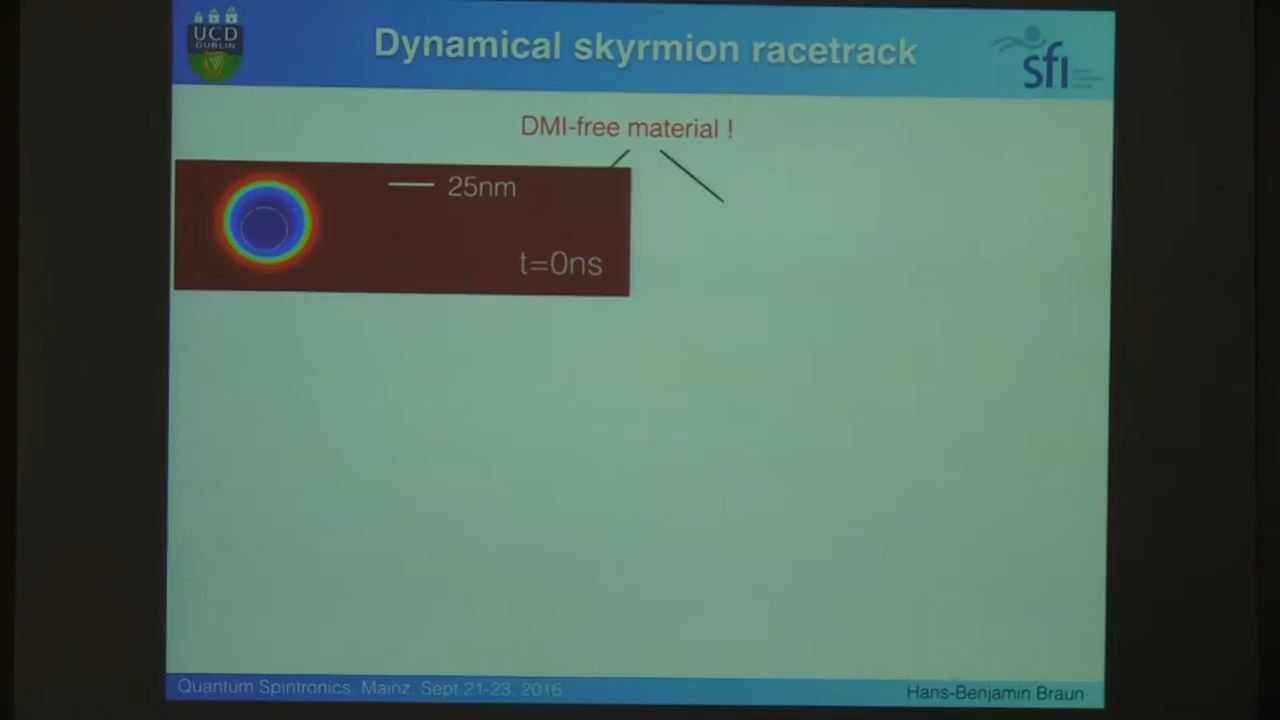 UCD
DUBLIN
Dynamical skyrmion racetrack
sfi
DMI-free material !
25nm
t=0ns
Quantum Spintronics, Mainz, Sept 21-23, 2016
Hans-Benjamin Braun